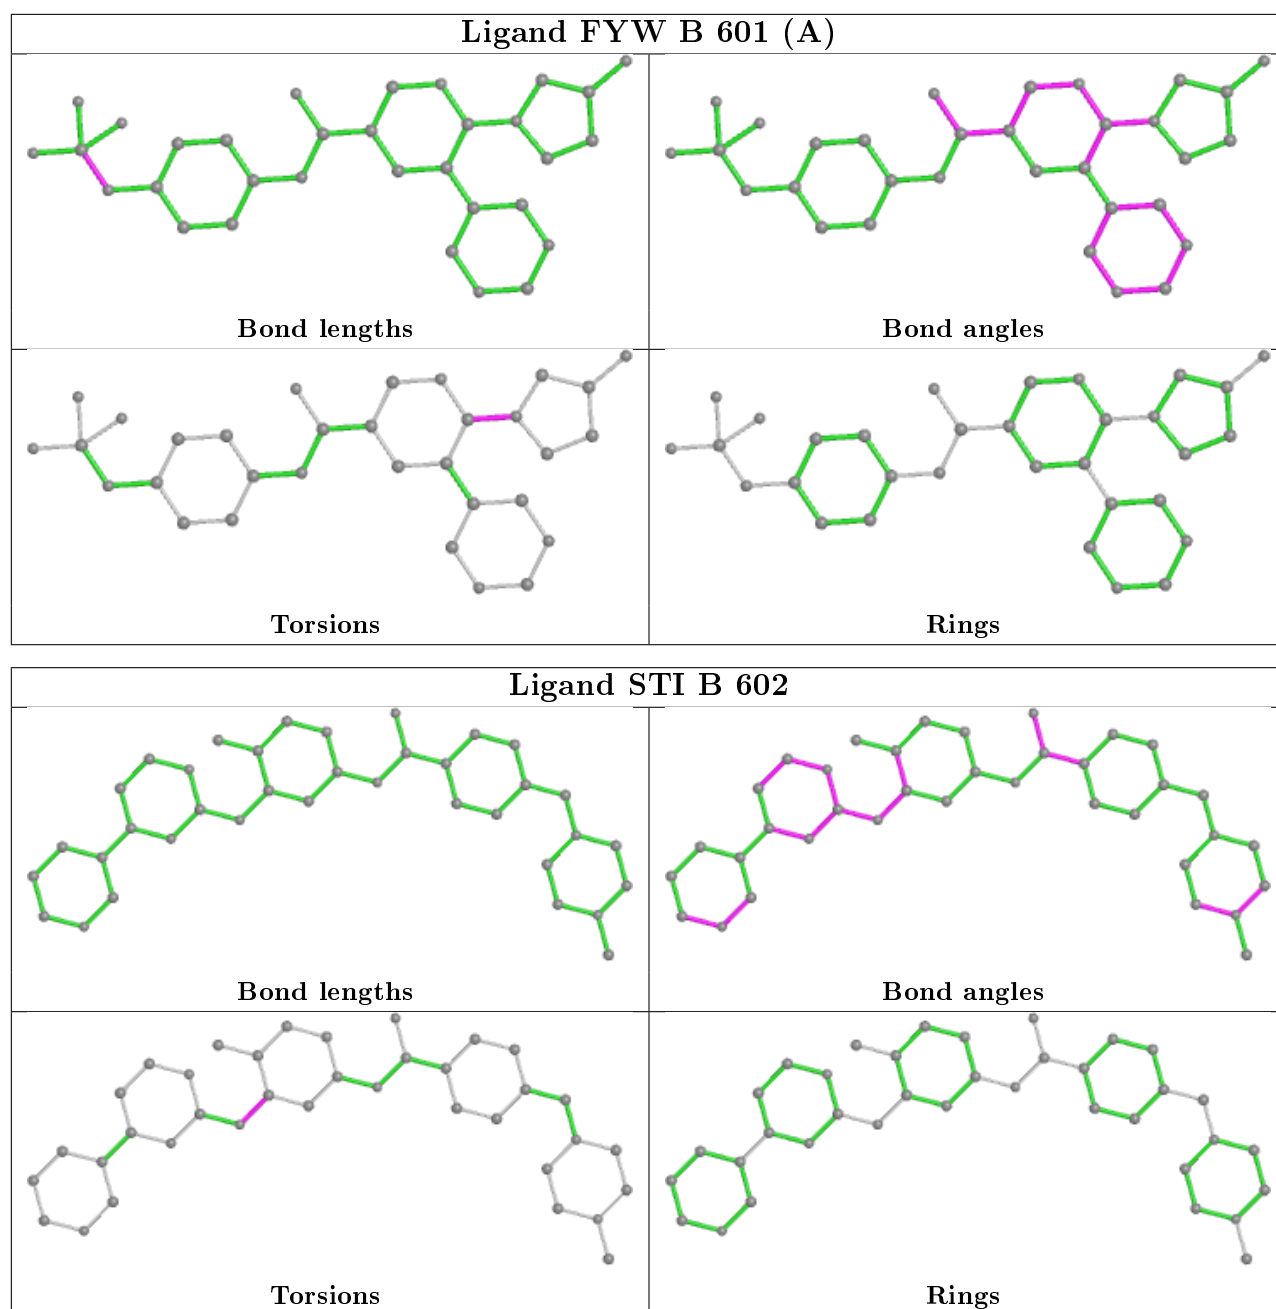 Ligand FYW B 601 (A)
Bond lengths
Bond angles
Torsions
Rings
Ligand STI B 602
Bond lengths
Bond angles
Torsions
Rings